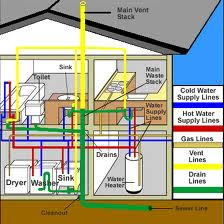 Main Vent
Stack
Sink
Toilet
Main
Waste
Stack
Cold Water
Supply Lines
Water
Supply
Lines
Hot Water
Supply Lines
Gas Lines
Vent
Lines
Drains
Drain
Lines
Dryer
Washer
Sink
Water
Heater
Cleanout
Sewer Line